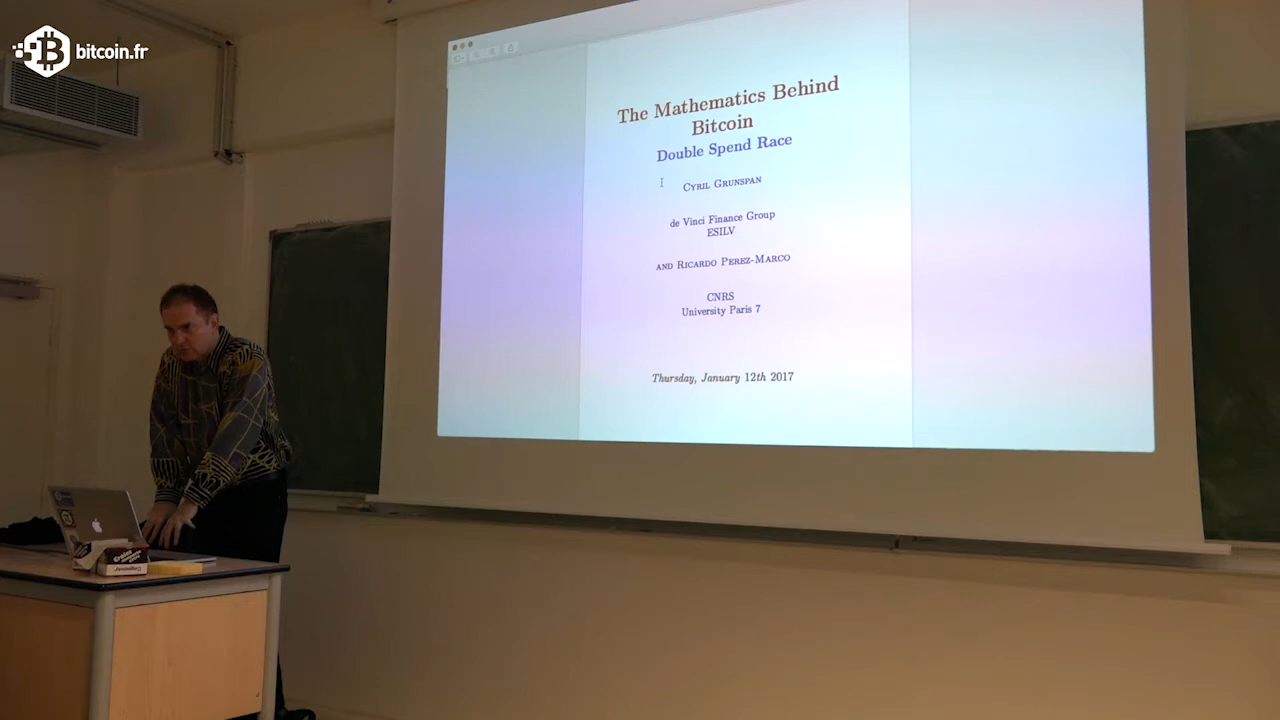 bitcoin.fr
The Mathematics Behind
Bitcoin
Double Spend Race
Cyril Grunspan
de Vinci Finance Group
ESILV
and Ricardo Perez-Marco
CNRS
University Paris 7
Thursday, January 12th 2017